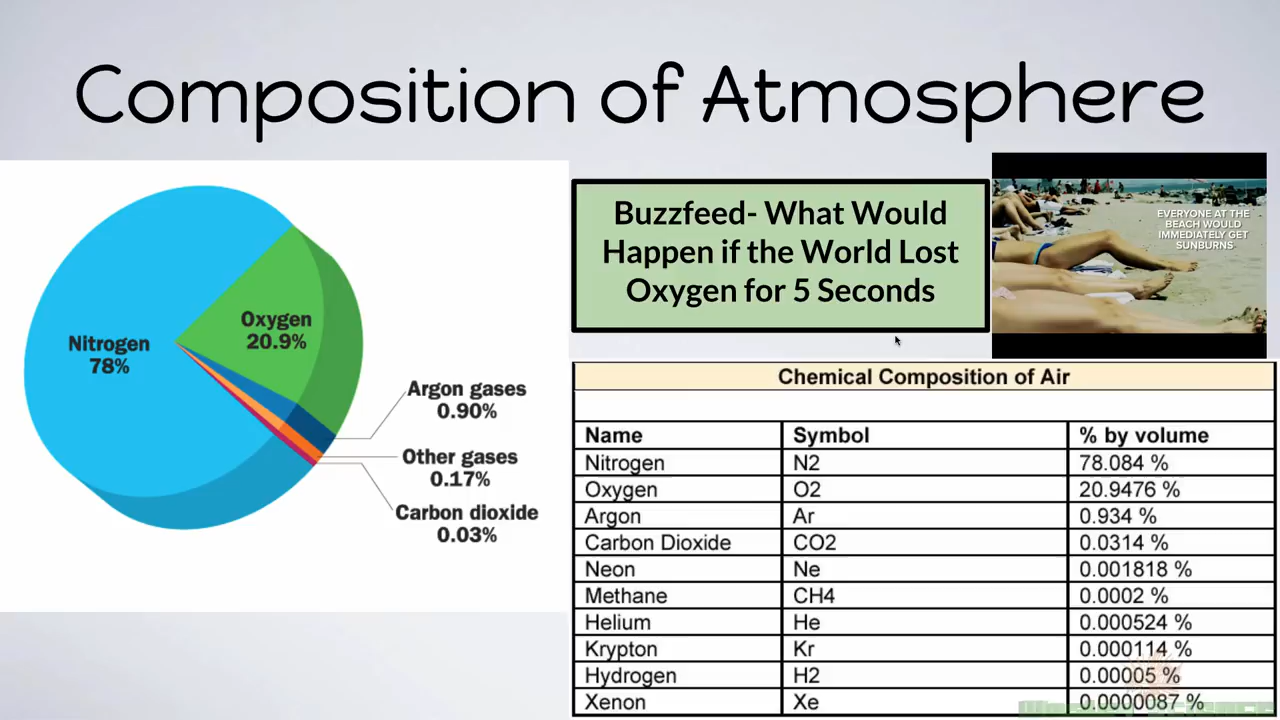 Composition of Atmosphere
Nitrogen
78%
Oxygen
20.9%
Argon gases
0.90%
Other gases
0.17%
Carbon dioxide
0.03%
Buzzfeed- What Would
Happen if the World Lost
Oxygen for 5 Seconds
EVERYONE AT THE
BEACH WOULD
IMMEDIATELY GET
SUNBURNS
Chemical Composition of Air
Name Symbol % by volume
Nitrogen N2 78.084 %
Oxygen O2 20.9476 %
Argon Ar 0.934 %
Carbon Dioxide CO2 0.0314 %
Neon Ne 0.001818 %
Methane CH4 0.0002 %
Helium He 0.000524 %
Krypton Kr 0.000114 %
Hydrogen H2 0.00005 %
Xenon Xe 0.0000087 %